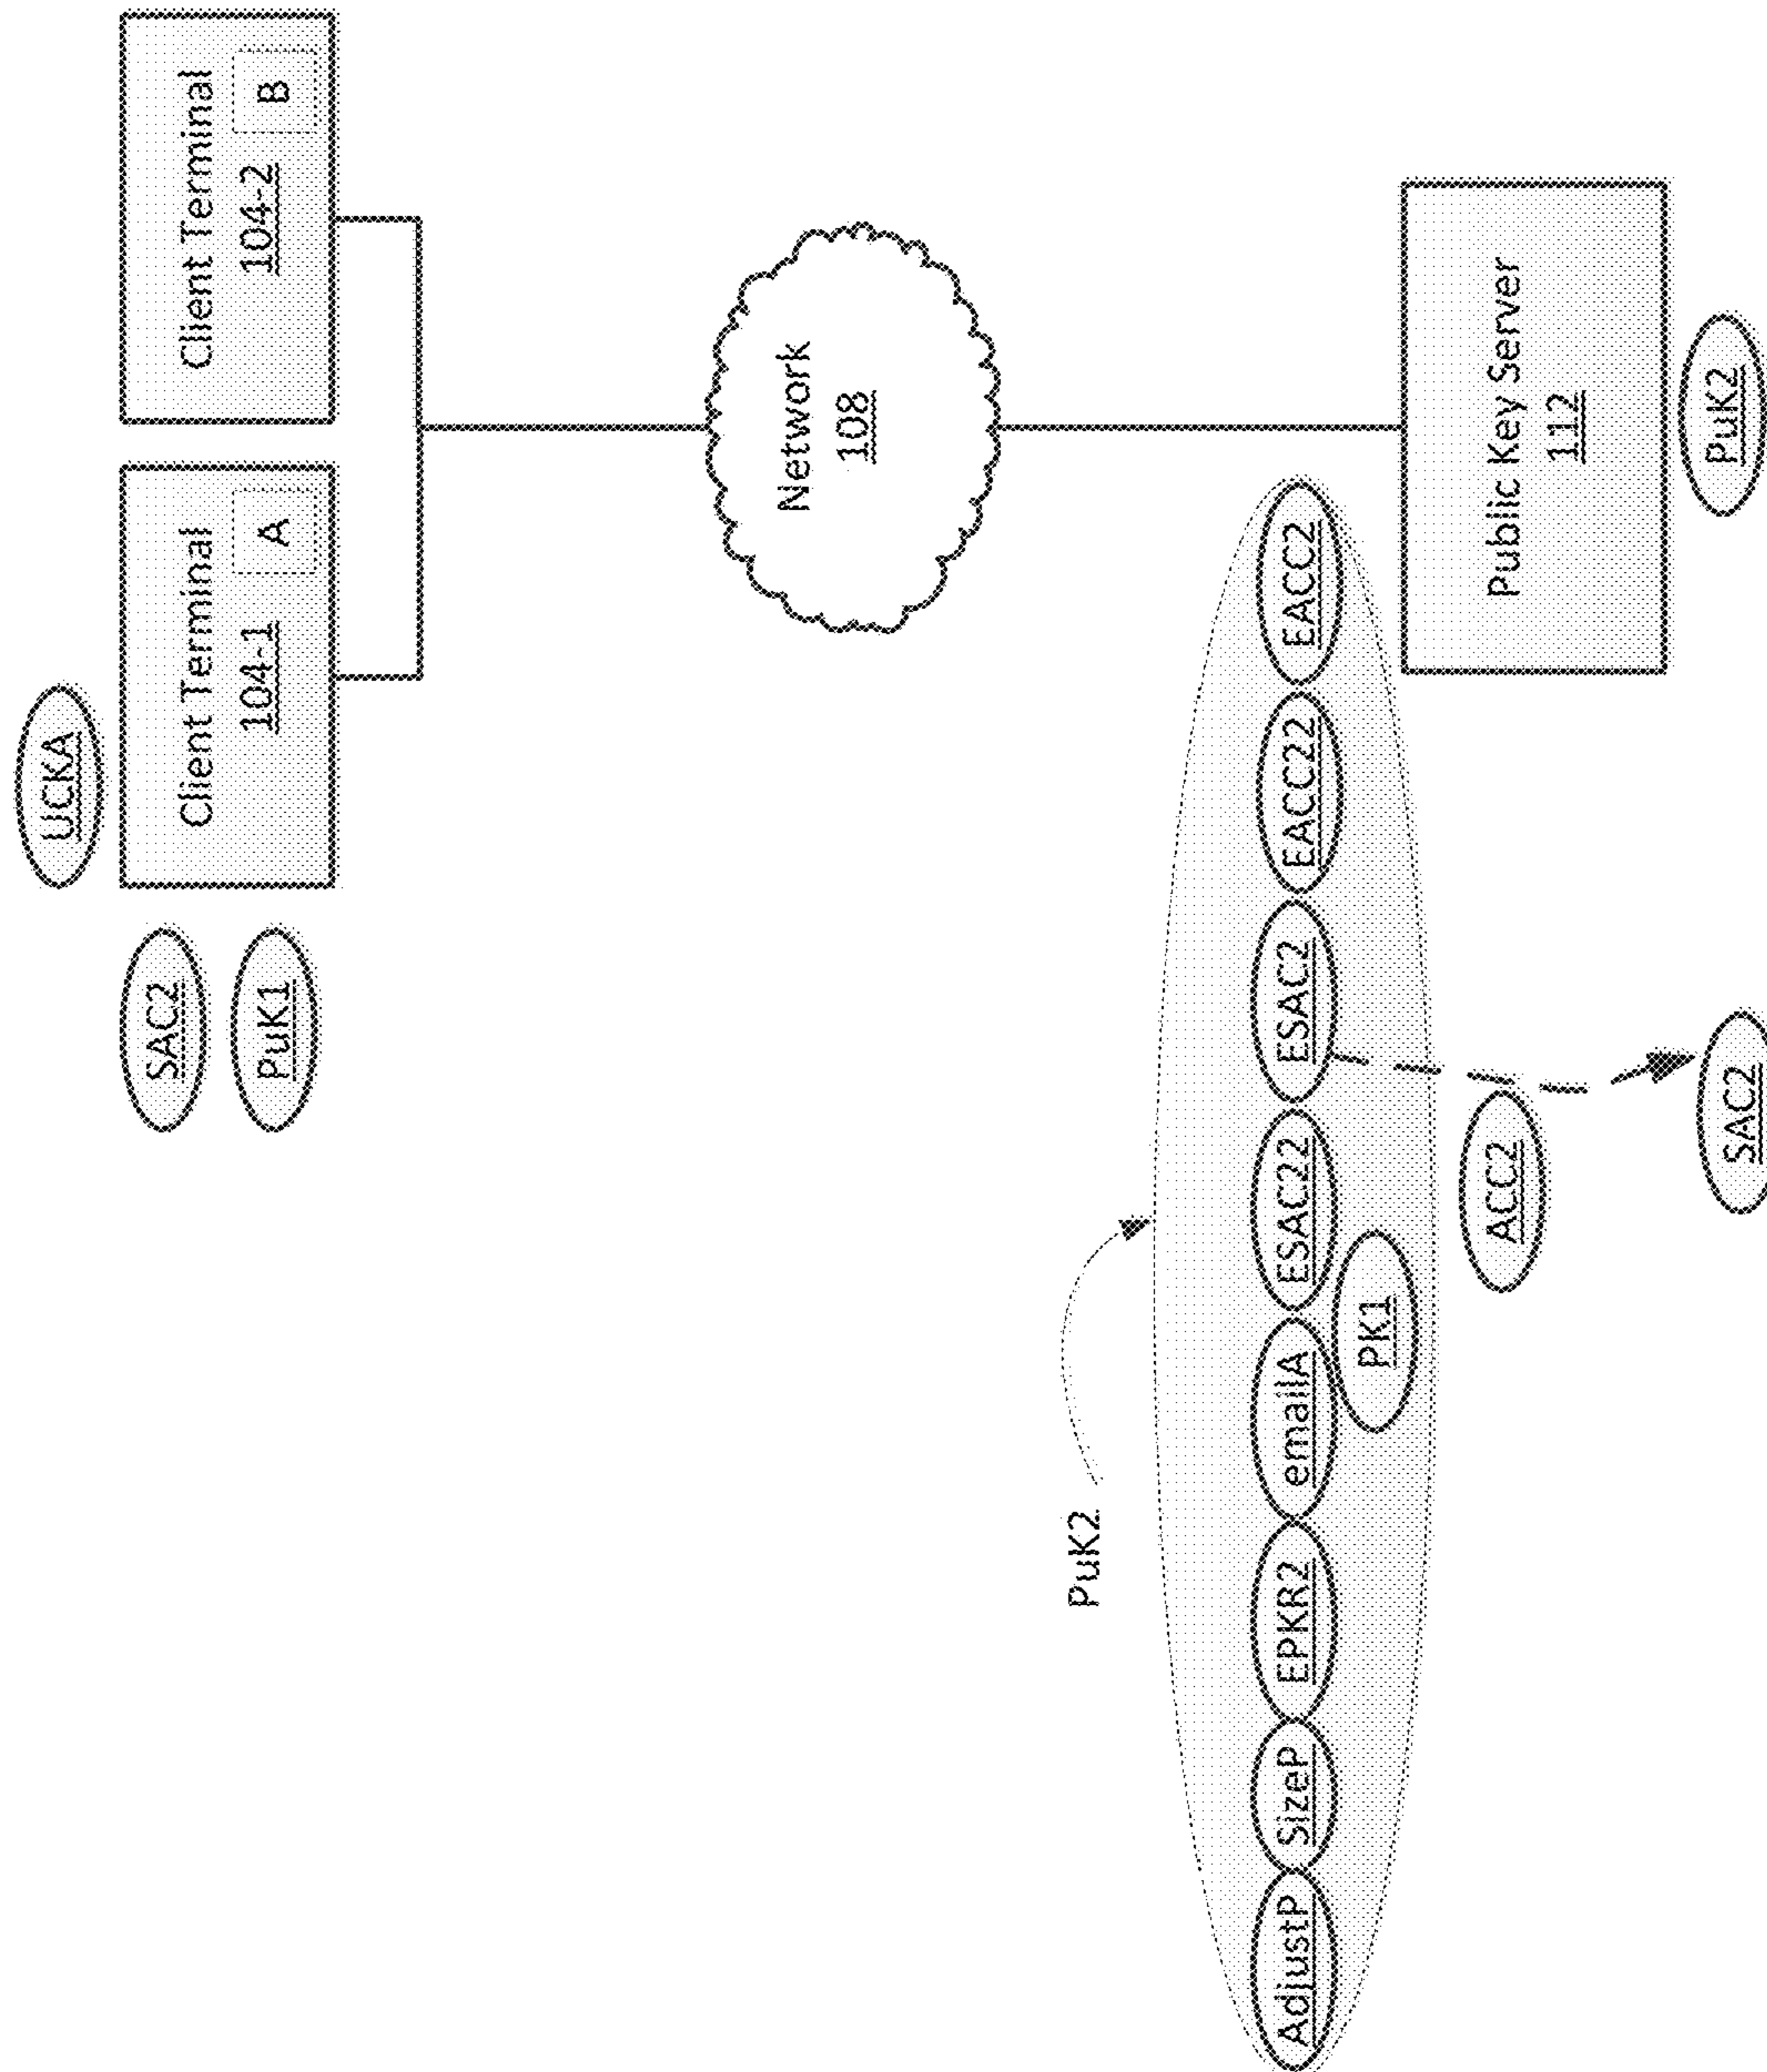 UCKA
SAC2
PuK1
Client Terminal
104-1
A
Client Terminal
104-2
B
Network
108
PuK2
AdjustP
SizeP
EPKR2
emailA
ESAC22
ESAC2
EACC22
EACC2
PK1
Public Key Server
112
ACC2
SAC2
PuK2